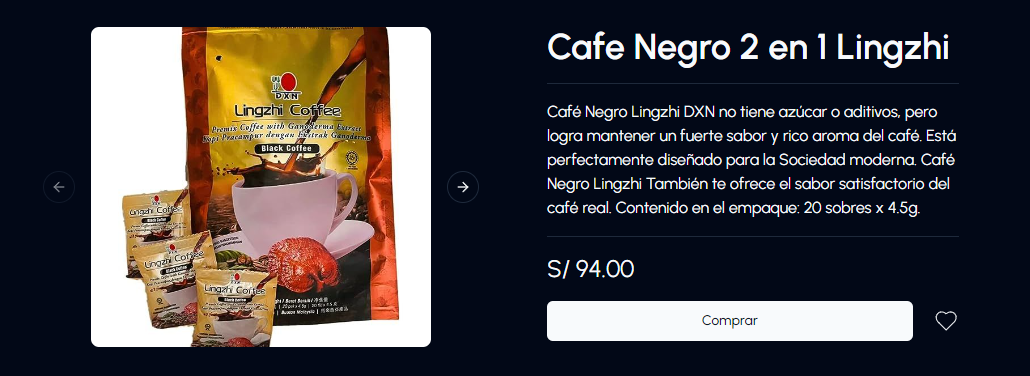 Cafe Negro 2 en 1 Lingzhi
Café Negro Lingzhi DXN no tiene azúcar o aditivos, pero
logra mantener un fuerte sabor y rico aroma del café. Está
perfectamente diseñado para la Sociedad moderna. Café
Negro Lingzhi También te ofrece el sabor satisfactorio del
café real. Contenido en el empaque: 20 sobres x 4.5g.
S/ 94.00
Comprar
DXN
Lingzhi Coffee
Premix Coffee with Ganoderma Extract
Kopi Pracampur dengan Ekstrak Ganoderma
Black Coffee
Lingzhi Coffee
Black Coffee
Lingzhi Coffee
Black Coffee
Lingzhi Coffee
Black Coffee